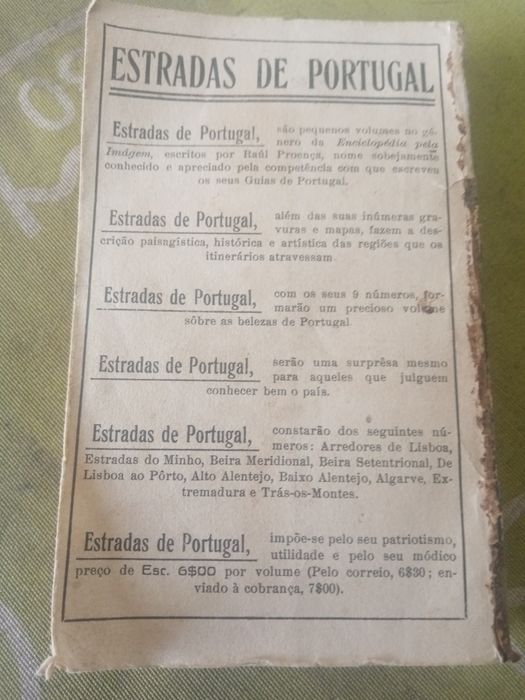 ESTRADAS DE PORTUGAL
Estradas de Portugal, são pequenos volumes no gé-
nero da Enciclopédia pela
Imágem, escritos por Raúl Proença, nome sobejamente
conhecido e apreciado pela competência com que escreveu
os seus Guias de Portugal.
Estradas de Portugal, além das suas inúmeras gra-
vuras e mapas, fazem a des-
crição paisagística, histórica e artística das regiões que os
itinerários atravessam
Estradas de Portugal, com os seus 9 números, for-
marão um precioso volume
sôbre as belezas de Portugal
Estradas de Portugal, serão uma surprêsa mesmo
para aqueles que julguem
conhecer bem o país.
Estradas de Portugal, constarão dos seguintes nú-
meros: Arredores de Lisboa,
Estradas do Minho, Beira Meridional, Beira Setentrional, De
Lisboa ao Pôrto, Alto Alentejo, Baixo Alentejo, Algarve, Ex-
tremadura e Trás-os-Montes.
Estradas de Portugal, impõe-se pelo seu patriotismo,
utilidade e pelo seu módico
preço de Esc. 6$00 por volume (Pelo correio, 6$30; en-
viado à cobrança, 7$00).